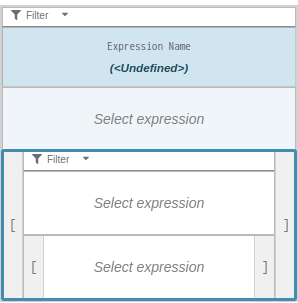 Filter
Expression Name
(<Undefined>)
Select expression
Filter
[ Select expression ]
[ Select expression ]